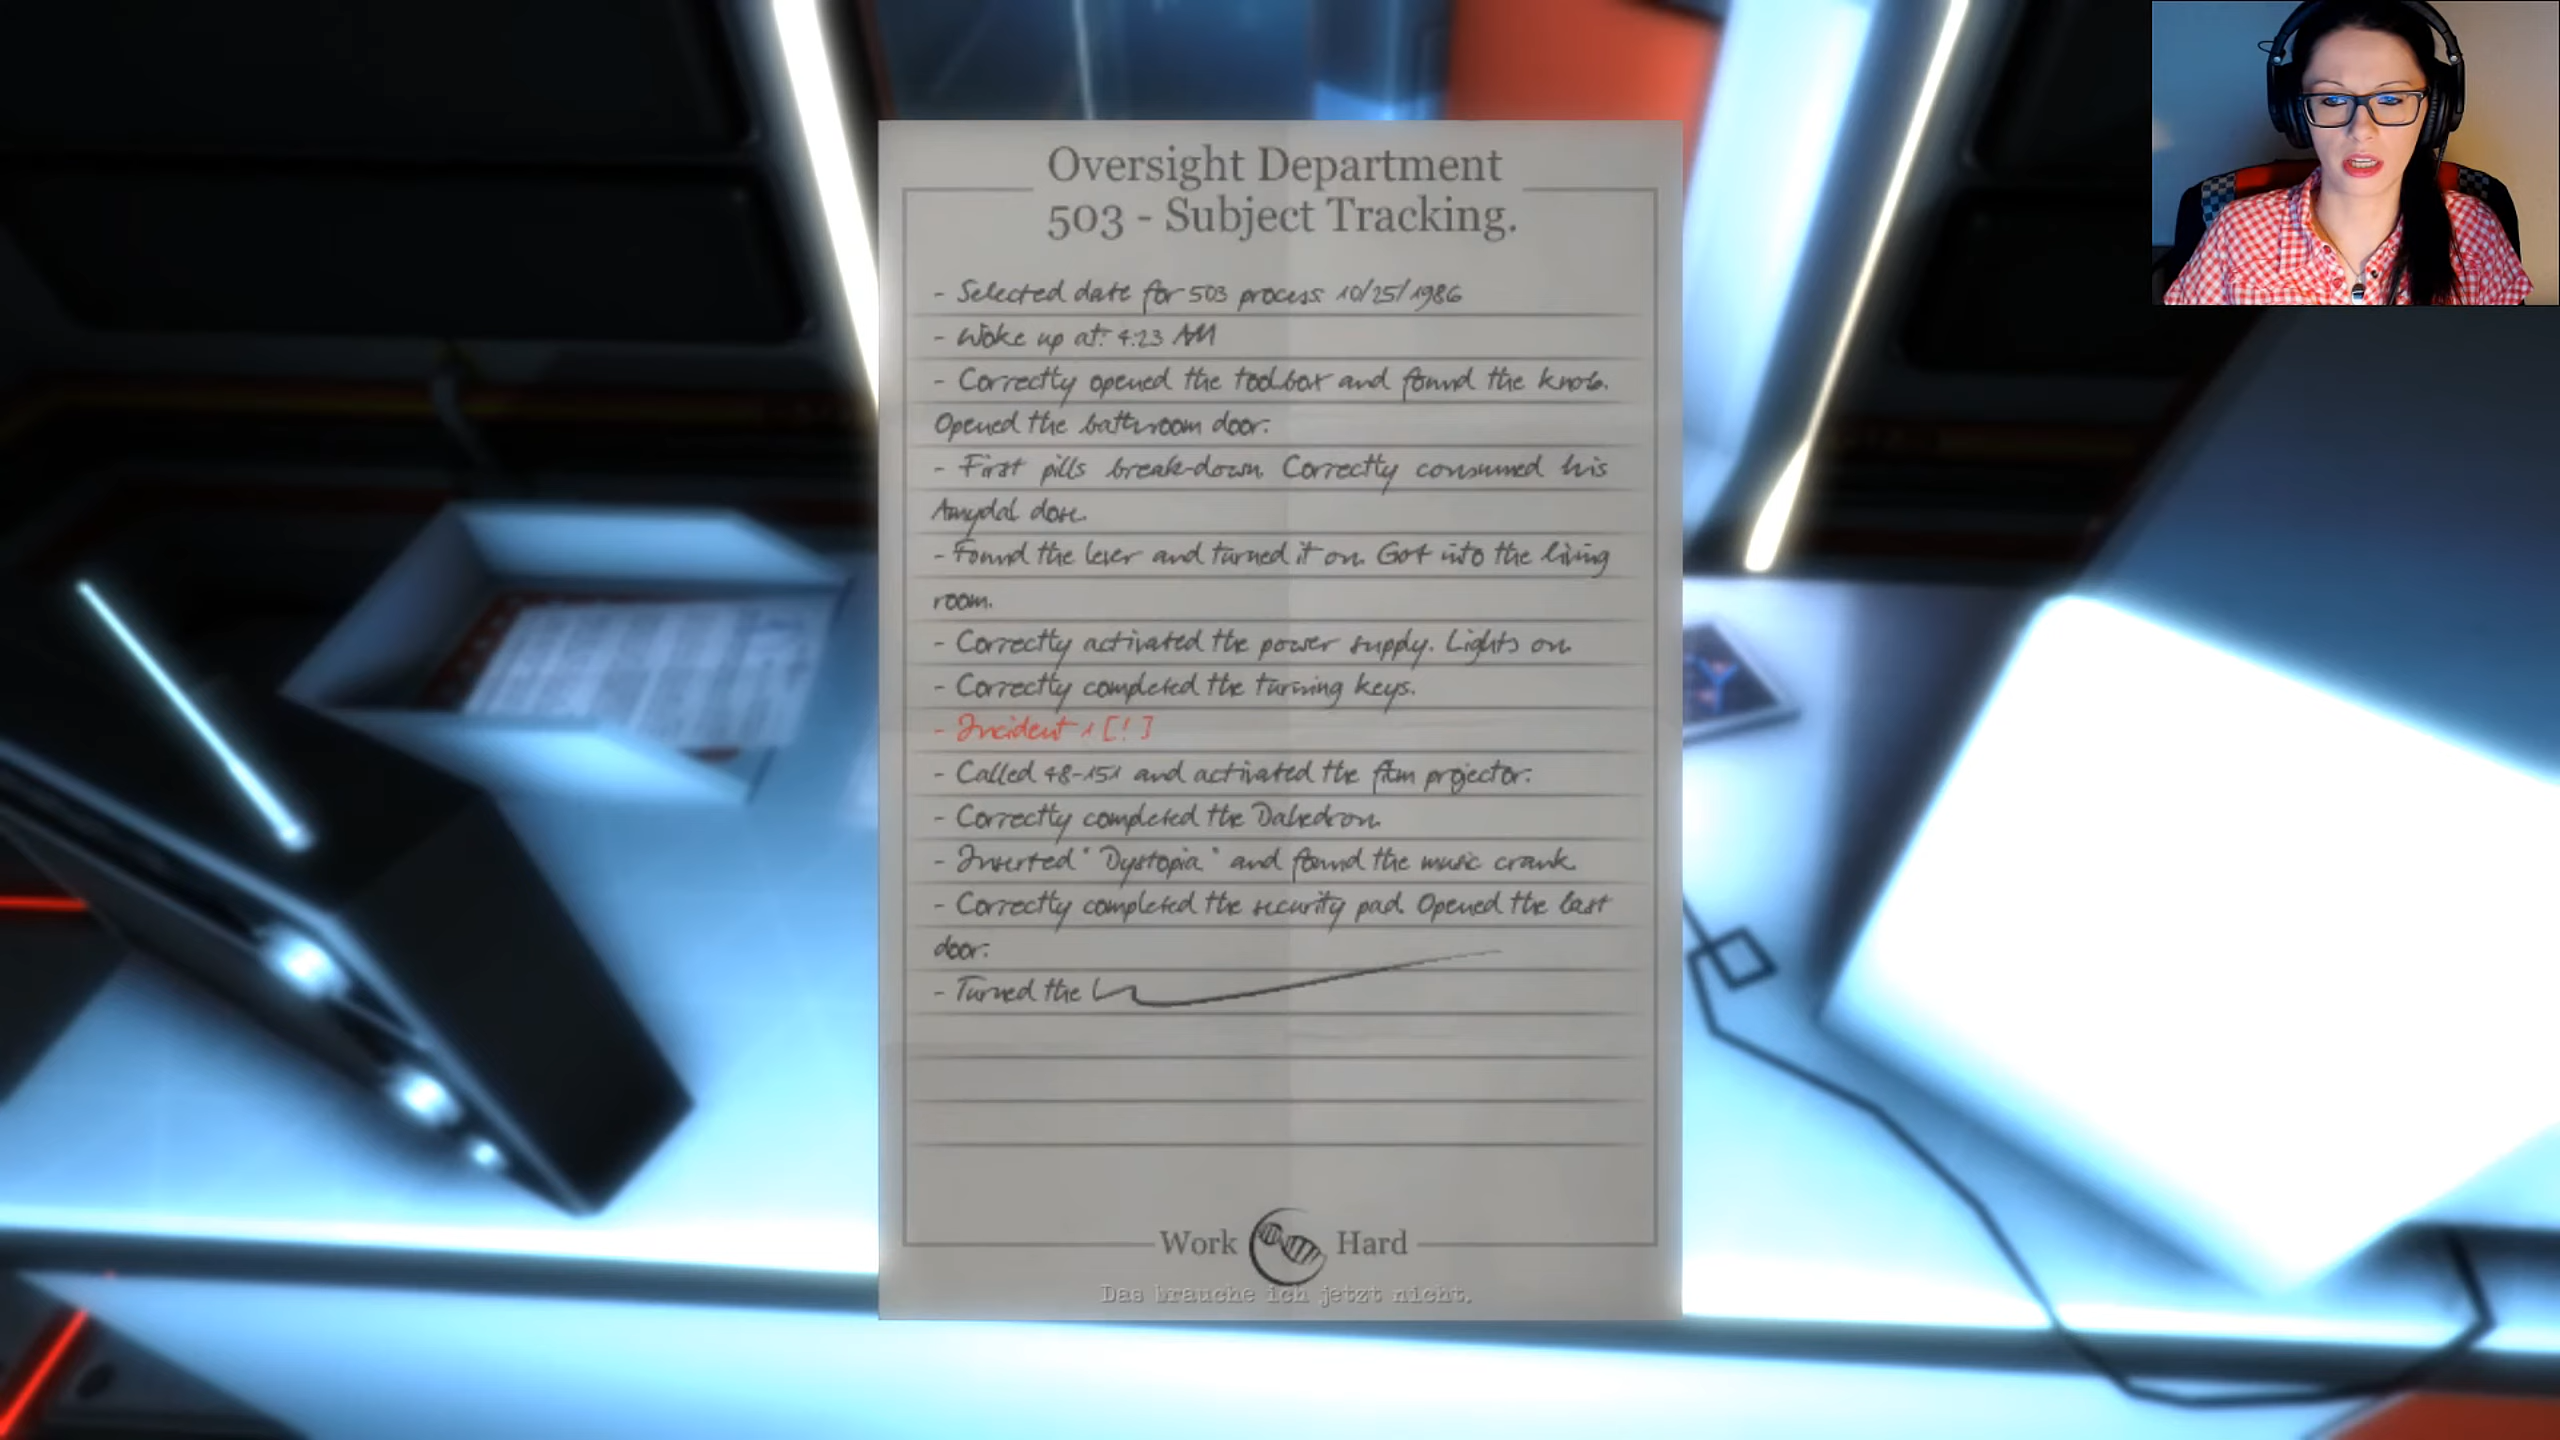 Oversight Department
503 - Subject Tracking.
- Selected date for 503 process: 10/25/1986
- Woke up at: 4:23 AM
- Correctly opened the toolbox and found the knob.
Opened the bathroom door.
- First pills break-down. Correctly consumed his
Amydal dose.
- Found the lever and turned it on. Got into the living
room.
- Correctly activated the power supply. Lights on.
- Correctly completed the turning keys.
- Incident 1 [!]
- Called 48-151 and activated the film projector.
- Correctly completed the Daliedron.
- Inserted "Dystopia" and found the music crank.
- Correctly completed the security pad. Opened the last
door.
- Turned the
Work Hard
Das brauche ich jetzt nicht.